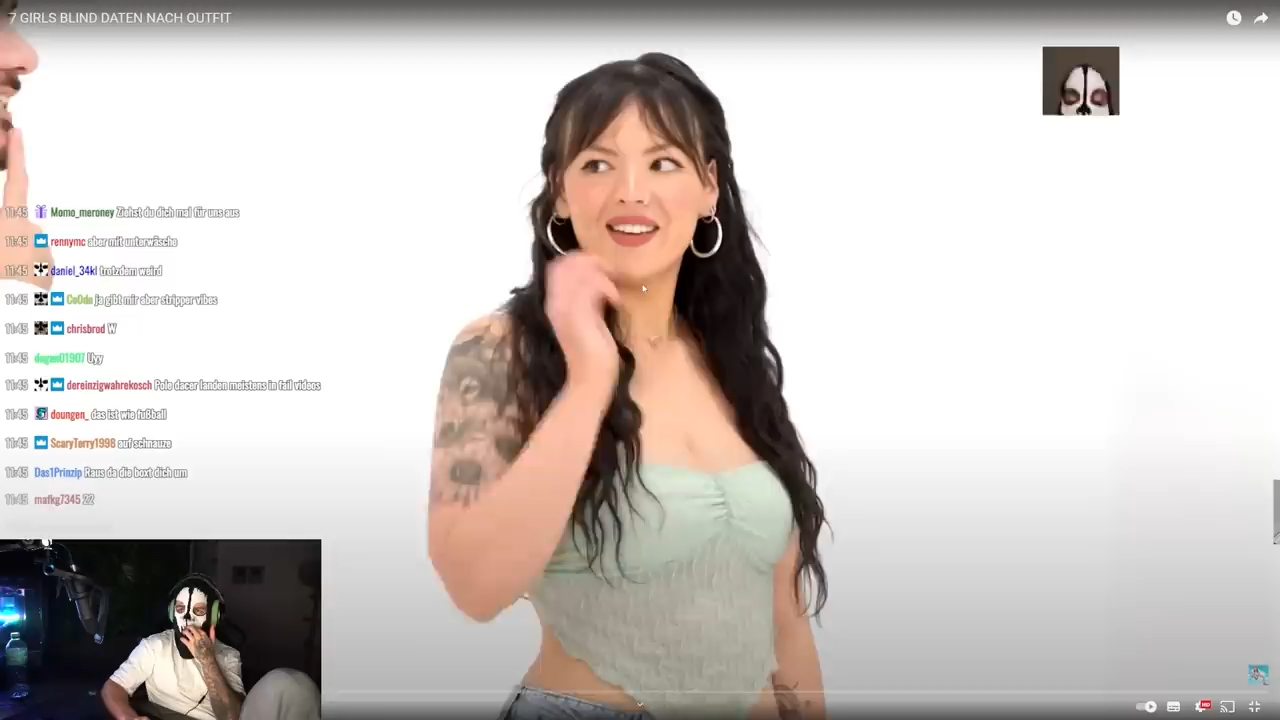 7 GIRLS BLIND DATEN NACH OUTFIT
11:45 Momo_meroney Ziehst du dich mal für uns aus
11:45 rennymc aber mit unterwäsche
11:45 daniel_34kl trotzdem weird
11:45 CoOda ja gibt mir aber stripper vibes
11:45 chrisbrod W
11:45 dogan01907 Uyy
11:45 dereinzigwahrekosch Pole dacer landen meistens in fail videos
11:45 doungen_ das ist wie fußball
11:45 ScaryTerry1998 auf schnauze
11:45 Das1Prinzip Raus da die boxt dich um
11:45 mafkg7345 22
HD